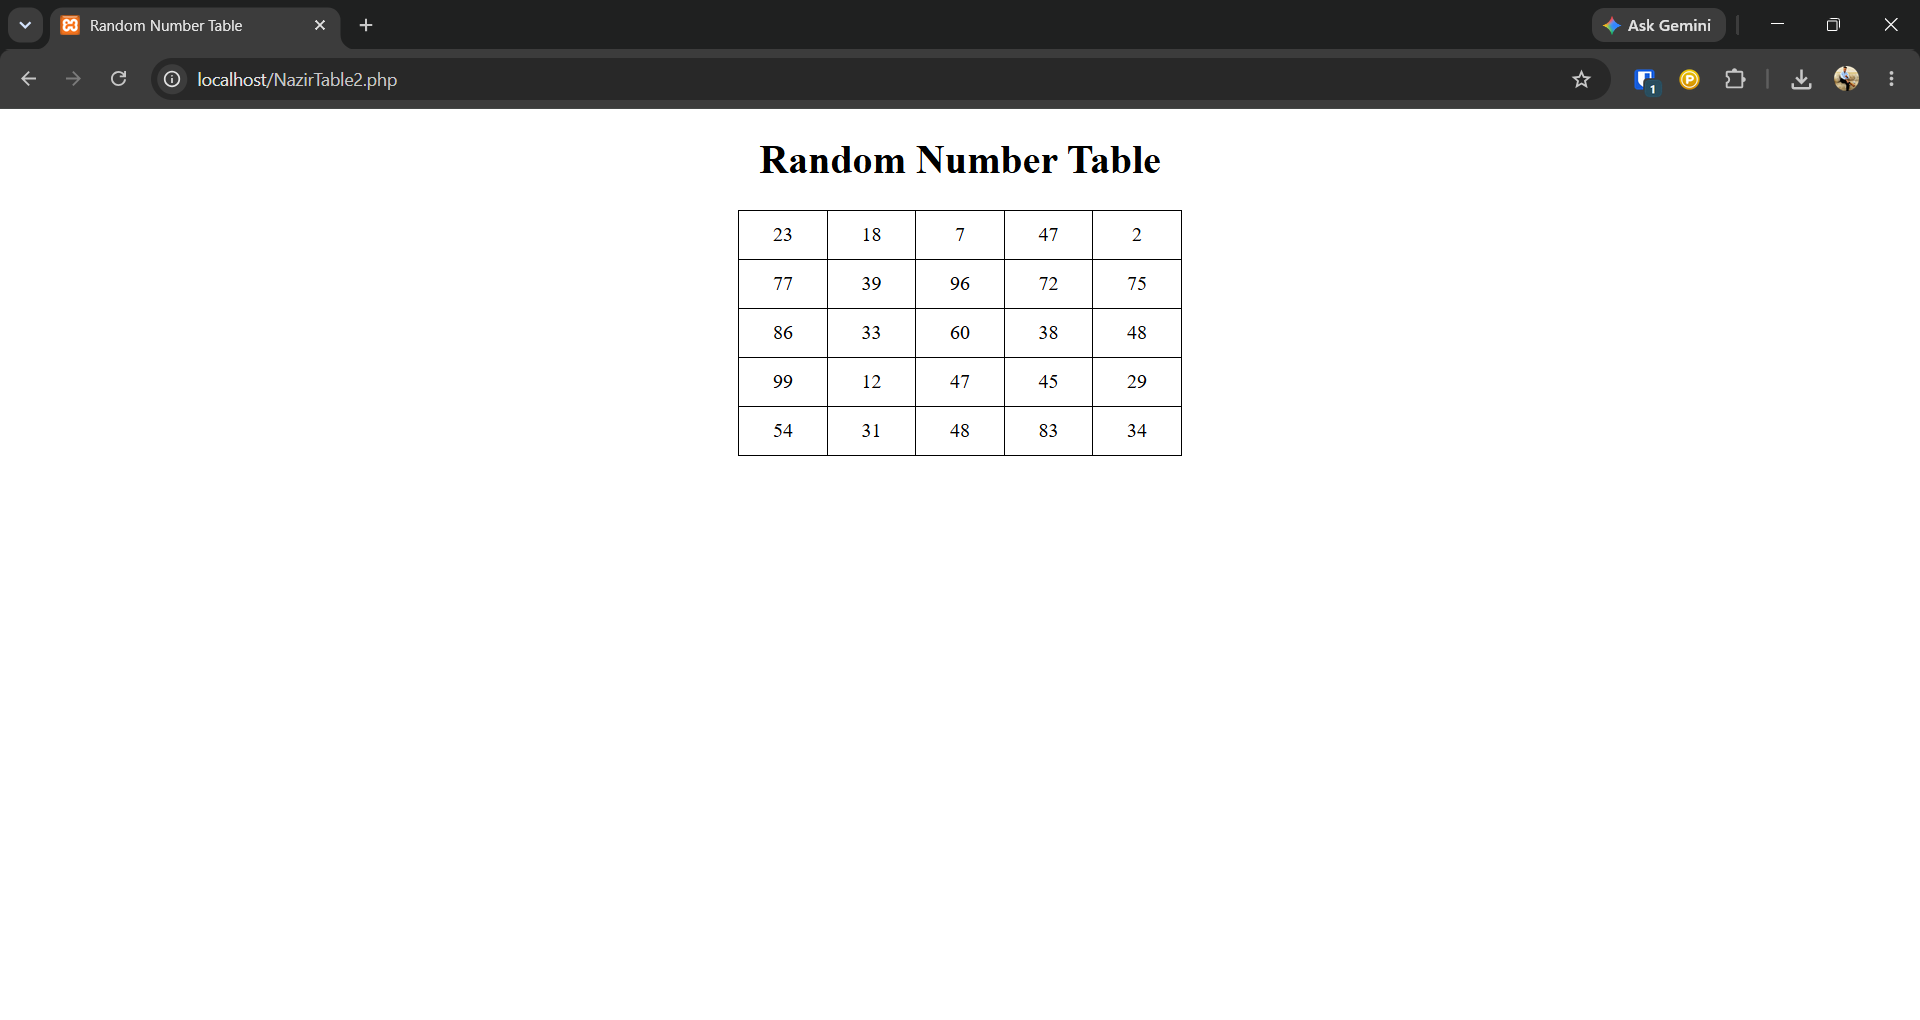 Random Number Table
Ask Gemini
localhost/NazirTable2.php
1
P
Random Number Table
23 18 7 47 2
77 39 96 72 75
86 33 60 38 48
99 12 47 45 29
54 31 48 83 34